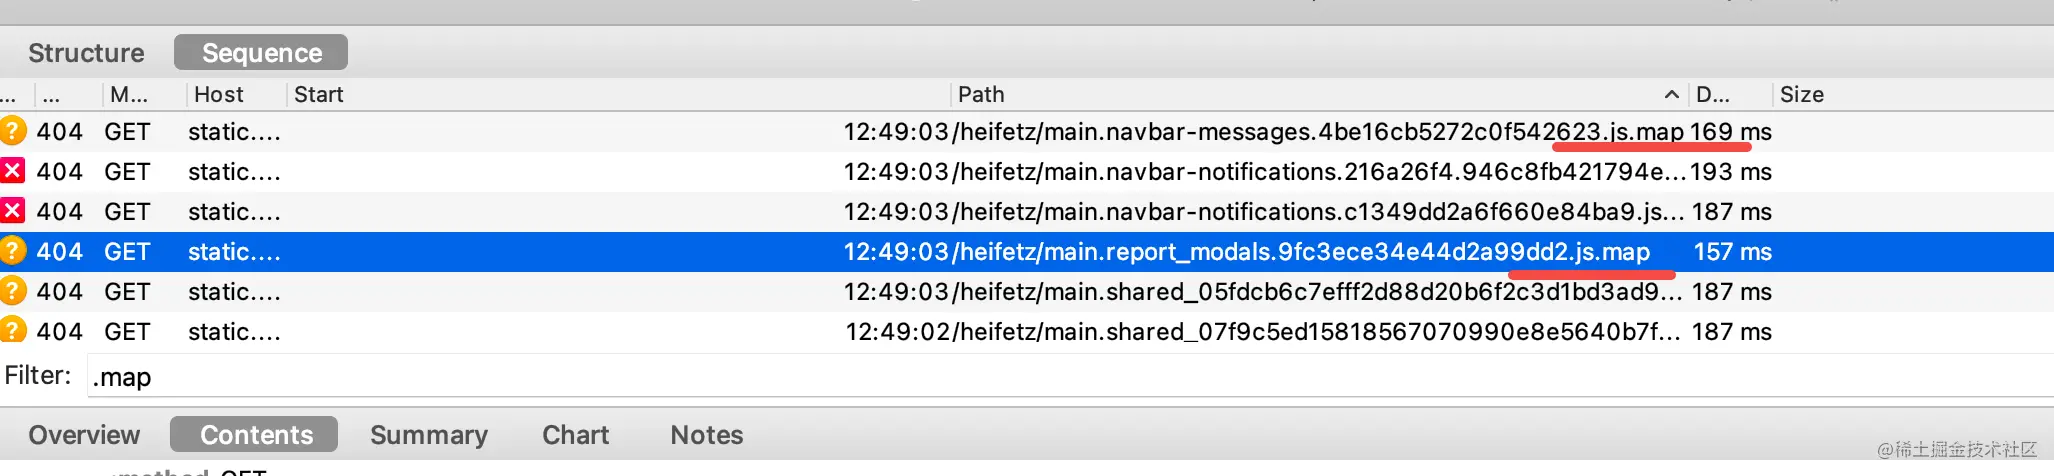 Structure Sequence
... ... M... Host Start Path D... Size
404 GET static.... 12:49:03 /heifetz/main.navbar-messages.4be16cb5272c0f542623.js.map 169 ms
404 GET static.... 12:49:03 /heifetz/main.navbar-notifications.216a26f4.946c8fb421794e... 193 ms
404 GET static.... 12:49:03 /heifetz/main.navbar-notifications.c1349dd2a6f660e84ba9.js... 187 ms
404 GET static.... 12:49:03 /heifetz/main.report_modals.9fc3ece34e44d2a99dd2.js.map 157 ms
404 GET static.... 12:49:03 /heifetz/main.shared_05fdcb6c7efff2d88d20b6f2c3d1bd3ad9... 187 ms
404 GET static.... 12:49:02 /heifetz/main.shared_07f9c5ed15818567070990e8e5640b7f... 187 ms
Filter: .map
Overview Contents Summary Chart Notes
:method GET
@稀土掘金技术社区